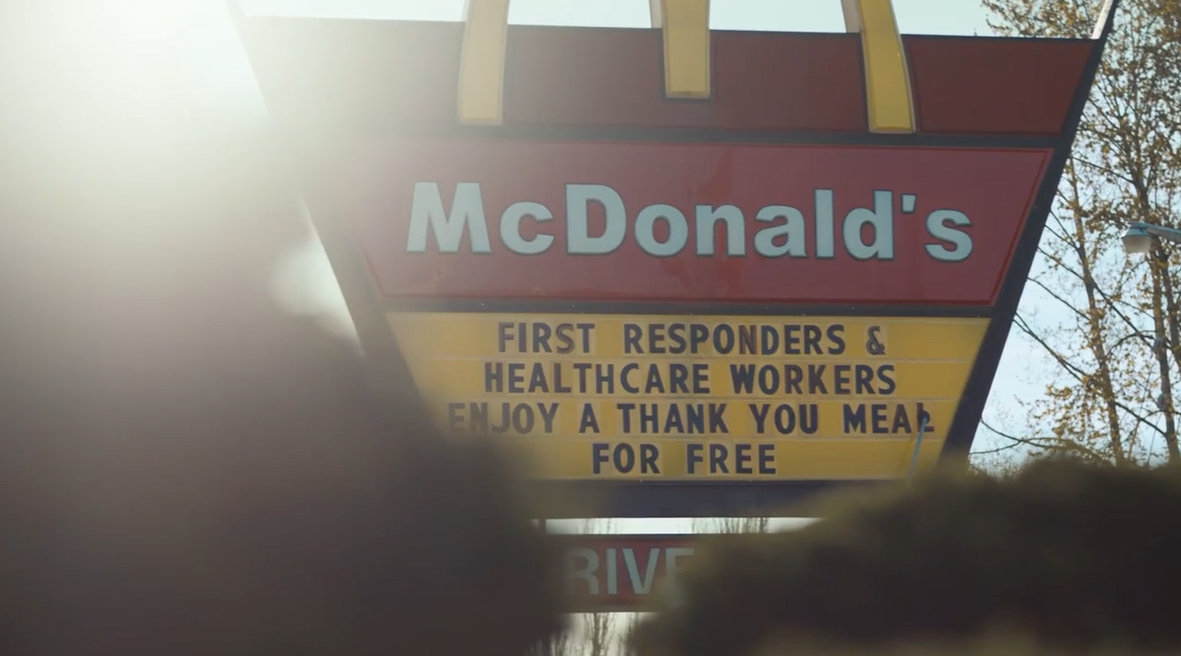 McDonald's
FIRST RESPONDERS &
HEALTHCARE WORKERS
ENJOY A THANK YOU MEAL
FOR FREE